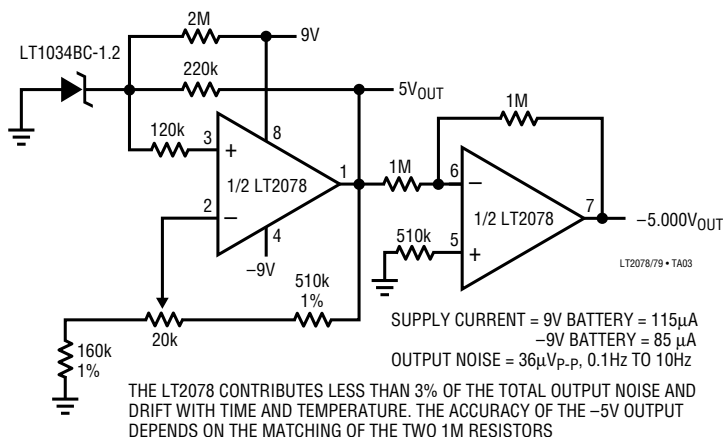 2M
9V
LT1034BC-1.2
220k
5VOUT
120k
3
+
8
1/2 LT2078
1
2
−
4
−9V
1M
1M
6
−
1/2 LT2078
7
−5.000VOUT
510k
5
+
LT2078/79 • TA03
510k
1%
20k
160k
1%
SUPPLY CURRENT = 9V BATTERY = 115µA
−9V BATTERY = 85 µA
OUTPUT NOISE = 36µVP-P, 0.1Hz TO 10Hz
THE LT2078 CONTRIBUTES LESS THAN 3% OF THE TOTAL OUTPUT NOISE AND
DRIFT WITH TIME AND TEMPERATURE. THE ACCURACY OF THE −5V OUTPUT
DEPENDS ON THE MATCHING OF THE TWO 1M RESISTORS